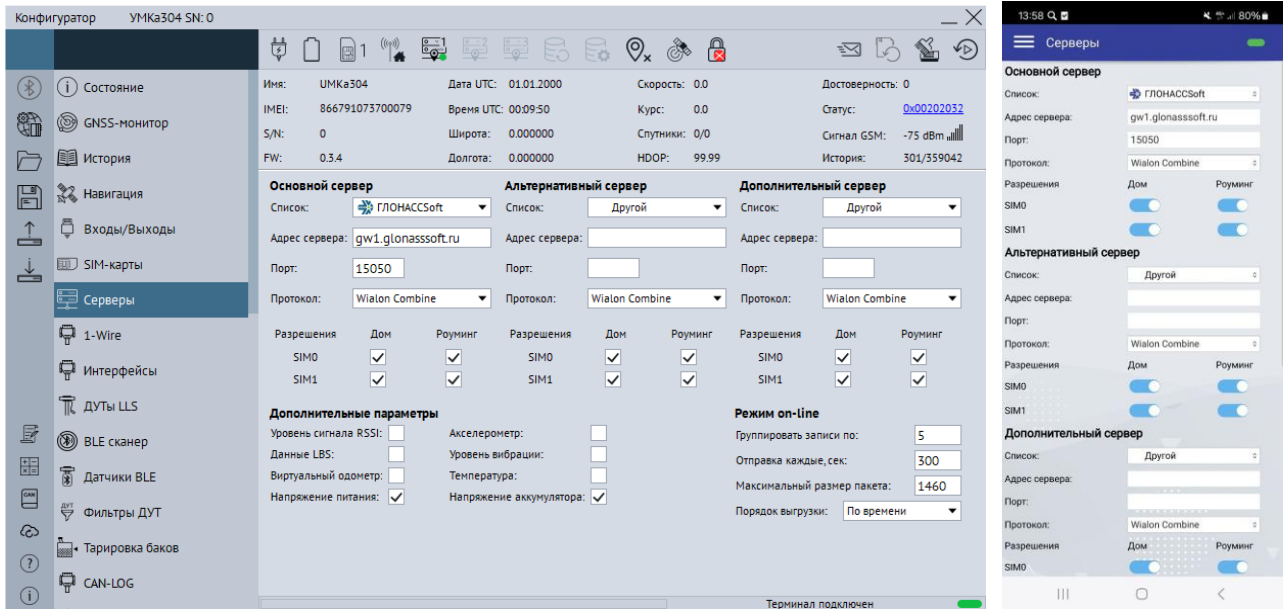 Конфигуратор УМКа304 SN: 0
1
Состояние
GNSS-монитор
История
Навигация
Входы/Выходы
SIM-карты
Серверы
1-Wire
Интерфейсы
ДУТы LLS
BLE сканер
Датчики BLE
Фильтры ДУТ
Тарировка баков
CAN-LOG
Имя: УМКа304 Дата UTC: 01.01.2000 Скорость: 0.0 Достоверность: 0
IMEI: 866791073700079 Время UTC: 00:09:50 Курс: 0.0 Статус: 0x00202032
S/N: 0 Широта: 0.000000 Спутники: 0/0 Сигнал GSM: -75 dBm
FW: 0.3.4 Долгота: 0.000000 HDOP: 99.99 История: 301/359042
Основной сервер Альтернативный сервер Дополнительный сервер
Список: ГЛОНАССSoft Список: Другой Список: Другой
Адрес сервера: gw1.glonasssoft.ru Адрес сервера: Адрес сервера:
Порт: 15050 Порт: Порт:
Протокол: Wialon Combine Протокол: Wialon Combine Протокол: Wialon Combine
Разрешения Дом Роуминг Разрешения Дом Роуминг Разрешения Дом Роуминг
SIM0 SIM0 SIM0
SIM1 SIM1 SIM1
Дополнительные параметры Режим on-line
Уровень сигнала RSSI: Акселерометр: Группировать записи по: 5
Данные LBS: Уровень вибрации: Отправка каждые,сек: 300
Виртуальный одометр: Температура: Максимальный размер пакета: 1460
Напряжение питания: Напряжение аккумулятора: Порядок выгрузки: По времени
Терминал подключен
13:58 80%
Серверы
Основной сервер
Список: ГЛОНАССSoft
Адрес сервера: gw1.glonasssoft.ru
Порт: 15050
Протокол: Wialon Combine
Разрешения Дом Роуминг
SIM0
SIM1
Альтернативный сервер
Список: Другой
Адрес сервера:
Порт:
Протокол: Wialon Combine
Разрешения Дом Роуминг
SIM0
SIM1
Дополнительный сервер
Список: Другой
Адрес сервера:
Порт:
Протокол: Wialon Combine
Разрешения Дом Роуминг
SIM0